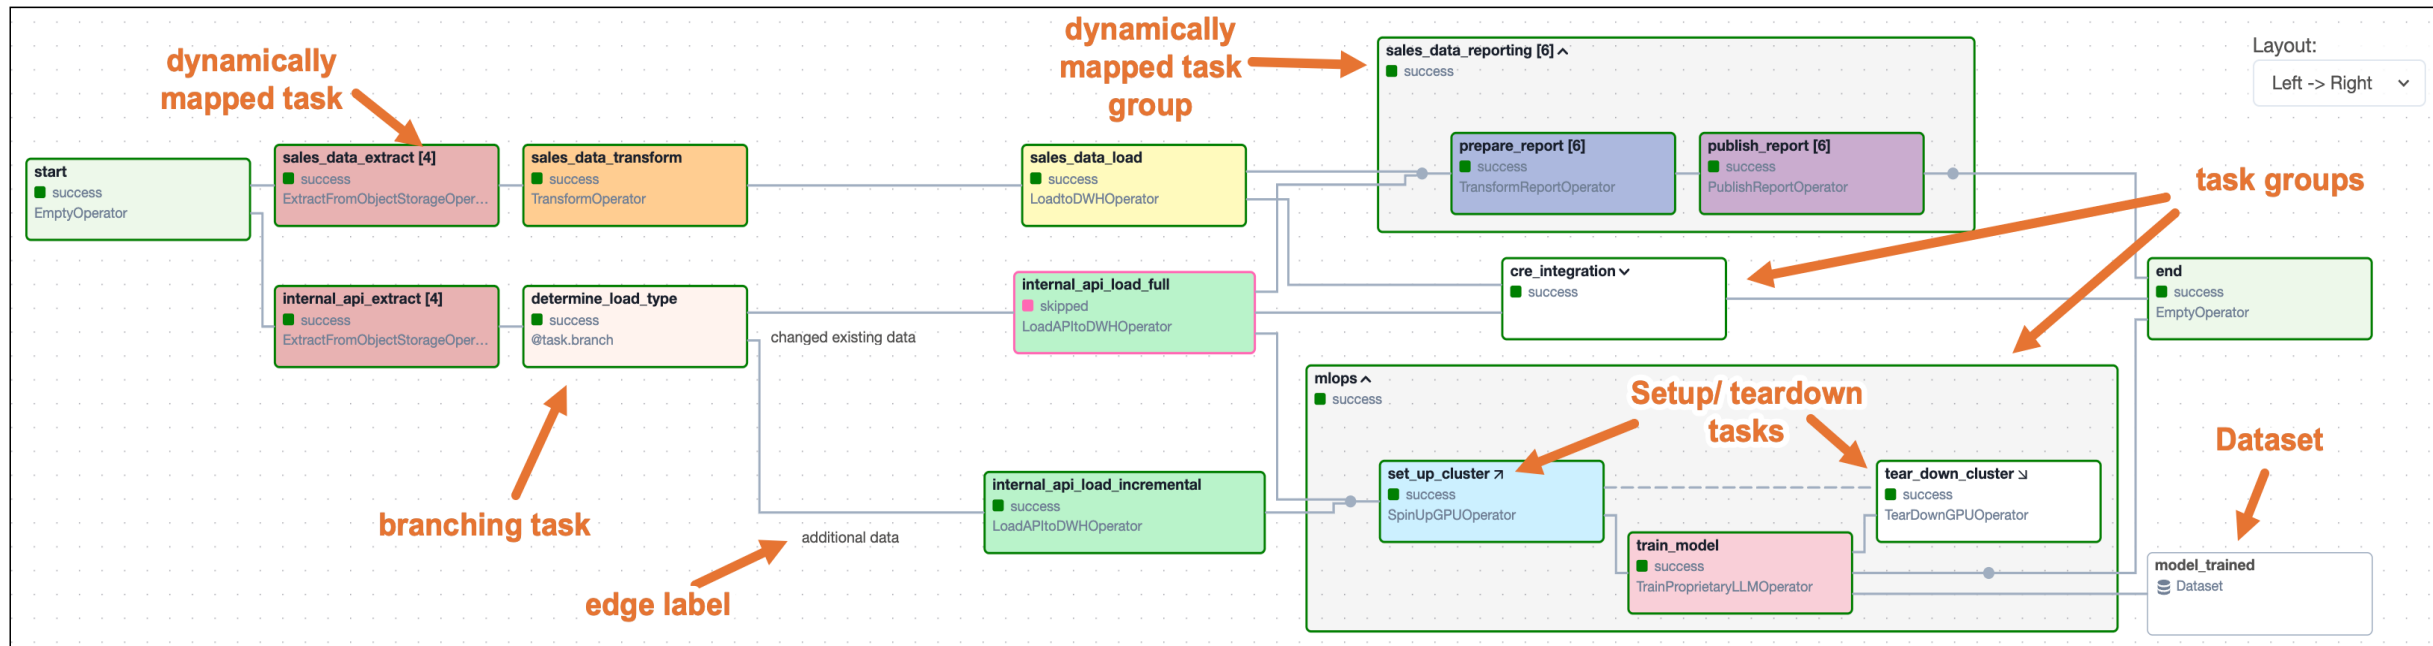 dynamically
mapped task
dynamically
mapped task
group
sales_data_reporting [6]
success
Layout:
Left -> Right
start
success
EmptyOperator
sales_data_extract [4]
success
ExtractFromObjectStorageOper...
sales_data_transform
success
TransformOperator
sales_data_load
success
LoadtoDWHOperator
prepare_report [6]
success
TransformReportOperator
publish_report [6]
success
PublishReportOperator
task groups
internal_api_extract [4]
success
ExtractFromObjectStorageOper...
determine_load_type
success
@task.branch
changed existing data
internal_api_load_full
skipped
LoadAPItoDWHOperator
cre_integration
success
end
success
EmptyOperator
mlops
success
Setup/ teardown
tasks
branching task
edge label
additional data
internal_api_load_incremental
success
LoadAPItoDWHOperator
set_up_cluster
success
SpinUpGPUOperator
tear_down_cluster
success
TearDownGPUOperator
train_model
success
TrainProprietaryLLMOperator
Dataset
model_trained
Dataset